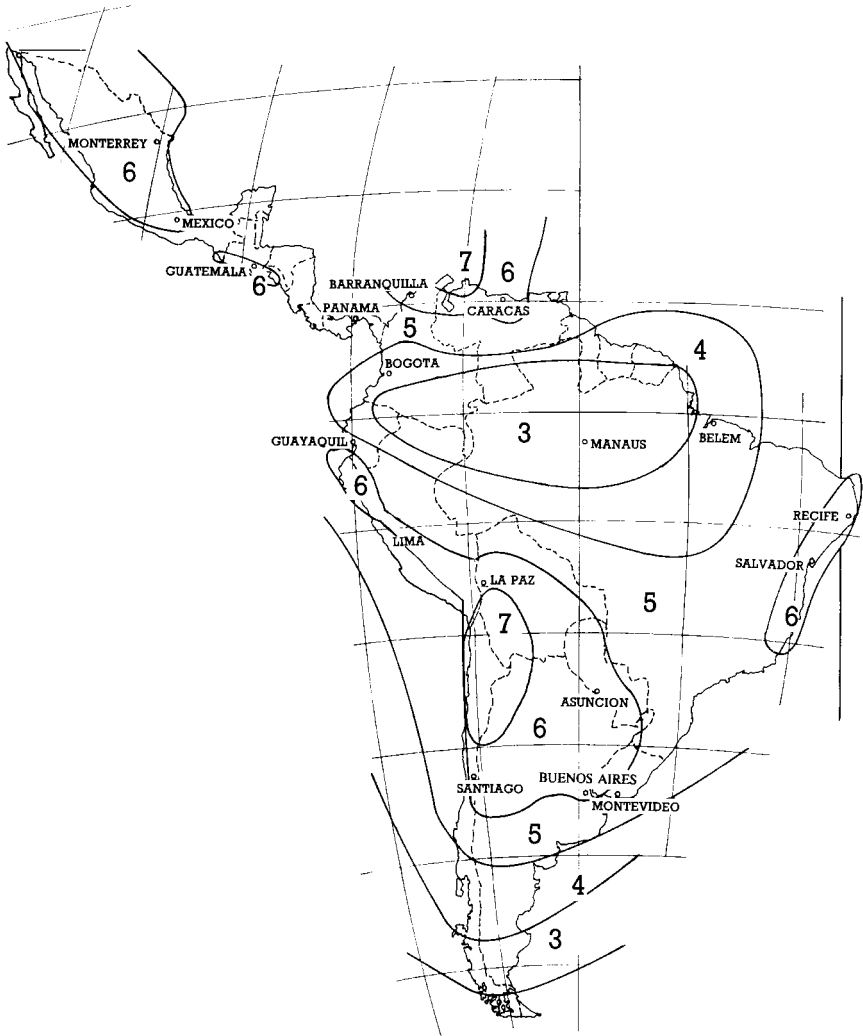 MONTERREY
6
MEXICO
GUATEMALA
6
7
6
BARRANQUILLA
CARACAS
PANAMA
5
4
BOGOTA
3
GUAYAQUIL
MANAUS
BELEM
6
RECIFE
LIMA
SALVADOR
LA PAZ
5
7
6
ASUNCION
6
BUENOS AIRES
SANTIAGO
MONTEVIDEO
5
4
3